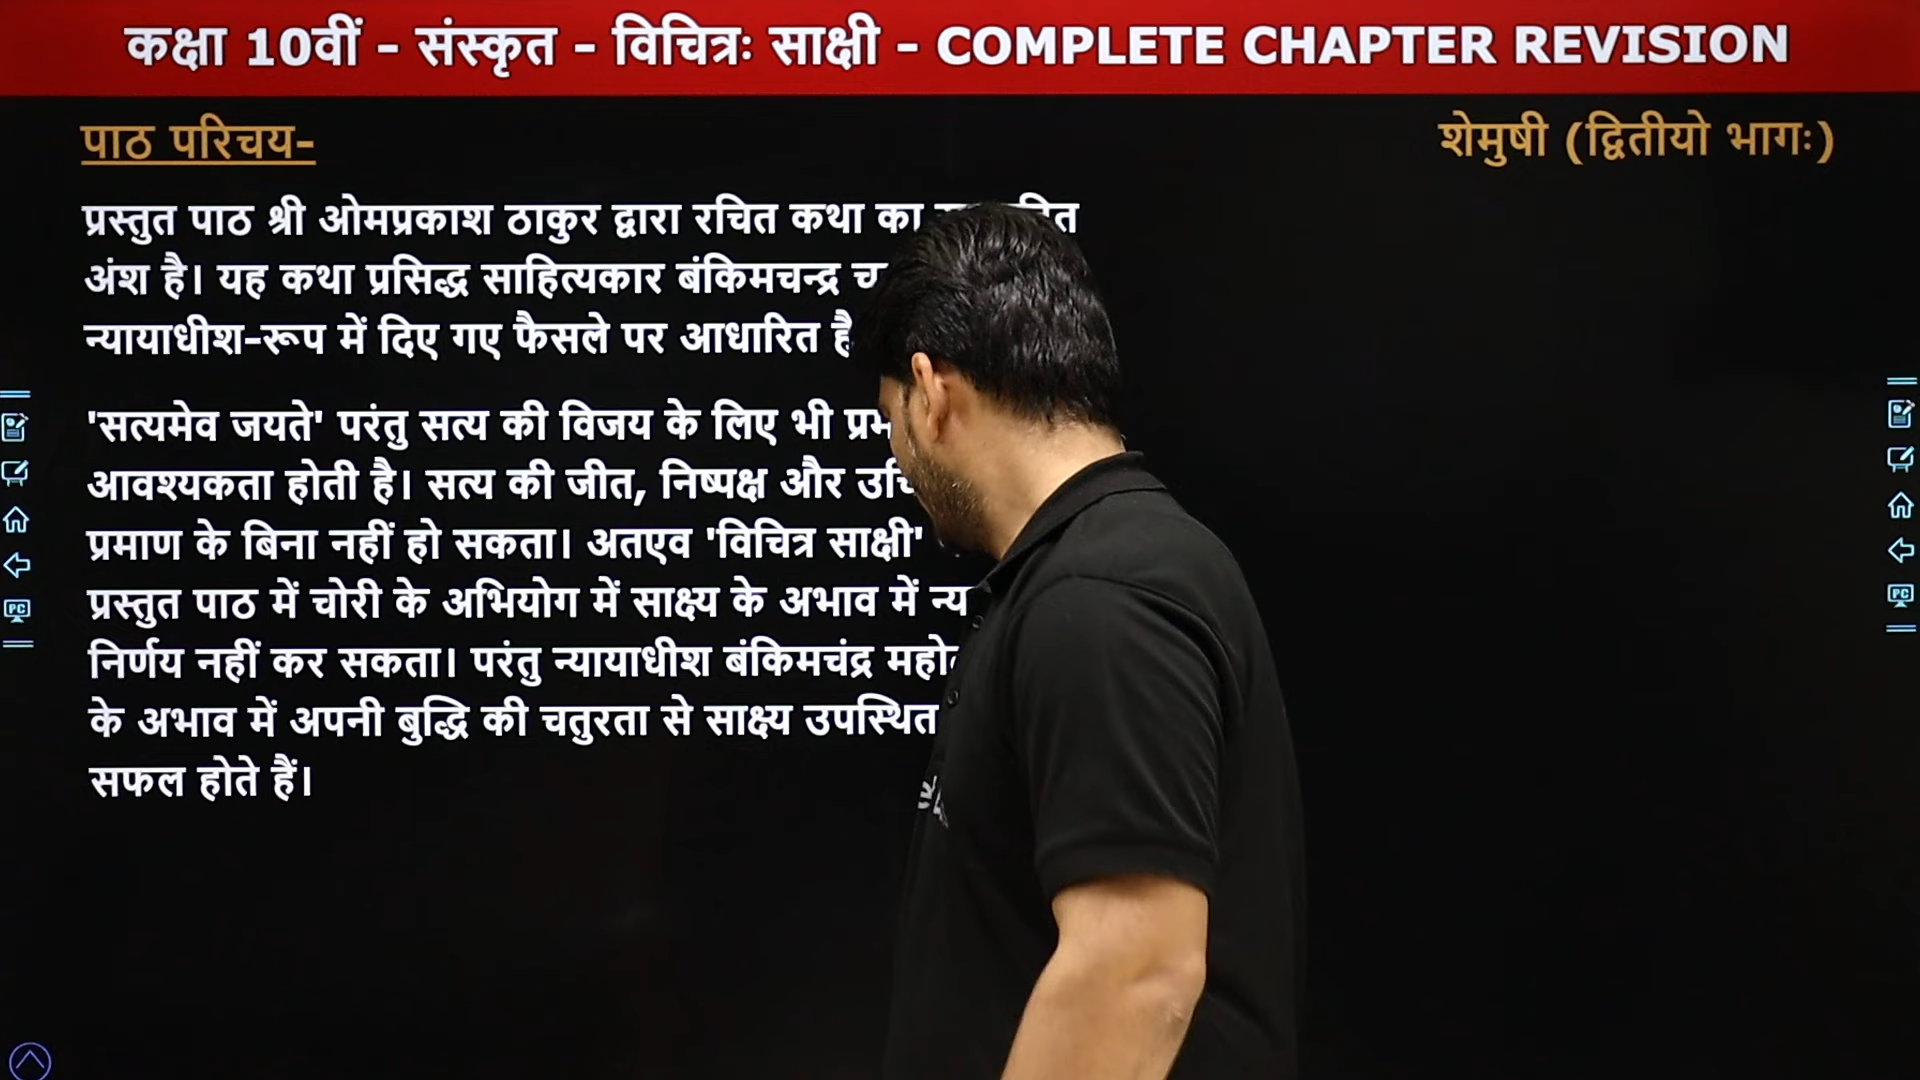 कक्षा 10वीं - संस्कृत - विचित्रः साक्षी - COMPLETE CHAPTER REVISION
पाठ परिचय-
शेमुषी (द्वितीयो भागः)
प्रस्तुत पाठ श्री ओमप्रकाश ठाकुर द्वारा रचित कथा का
अंश है। यह कथा प्रसिद्ध साहित्यकार बंकिमचन्द्र
न्यायाधीश-रूप में दिए गए फैसले पर आधारित है
'सत्यमेव जयते' परंतु सत्य की विजय के लिए भी
आवश्यकता होती है। सत्य की जीत, निष्पक्ष और
प्रमाण के बिना नहीं हो सकता। अतएव 'विचित्र साक्षी'
प्रस्तुत पाठ में चोरी के अभियोग में साक्ष्य के अभाव में
निर्णय नहीं कर सकता। परंतु न्यायाधीश बंकिमचंद्र
के अभाव में अपनी बुद्धि की चतुरता से साक्ष्य उपस्थित
सफल होते हैं।
PC
PC